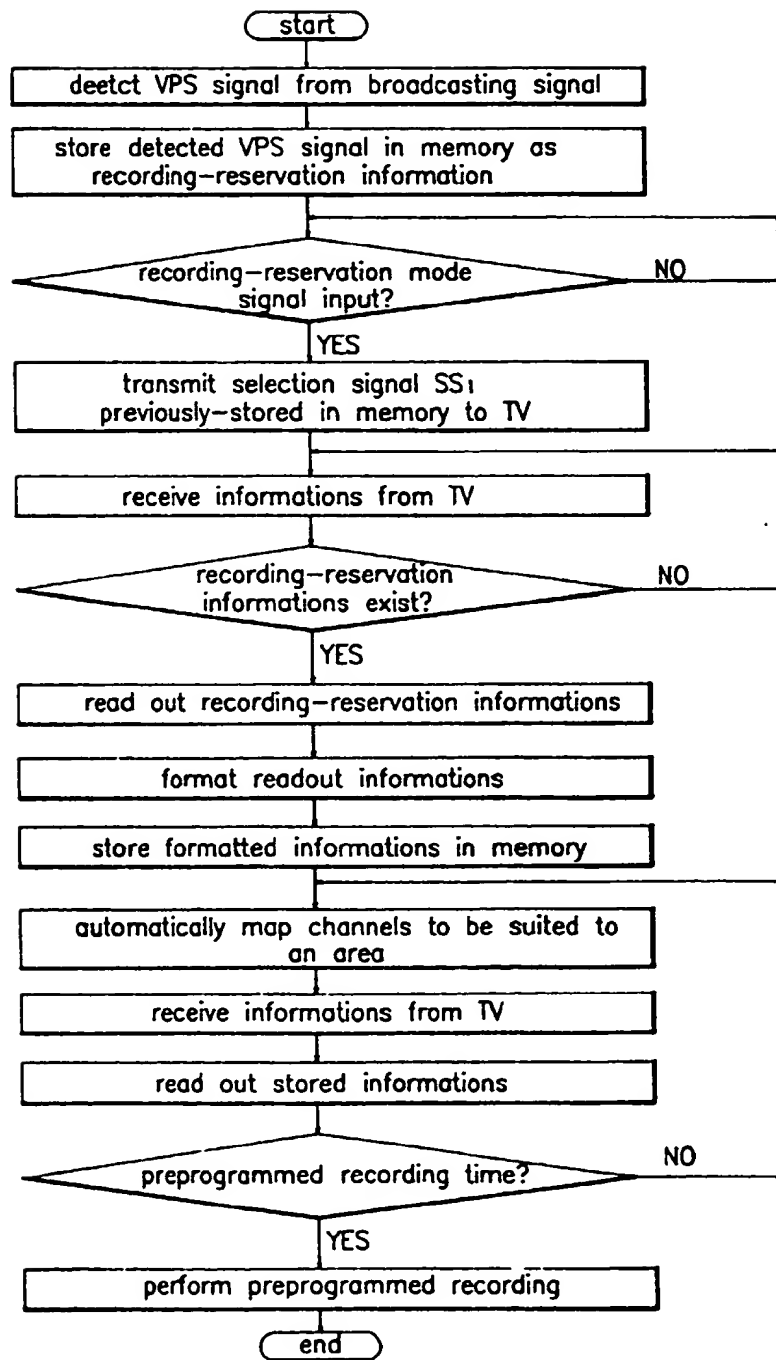 start
deetct VPS signal from broadcasting signal
store detected VPS signal in memory as
recording-reservation information
recording-reservation mode
signal input?
NO
YES
transmit selection signal SS1
previously-stored in memory to TV
receive informations from TV
recording-reservation
informations exist?
NO
YES
read out recording-reservation informations
format readout informations
store formatted informations in memory
automatically map channels to be suited to
an area
receive informations from TV
read out stored informations
preprogrammed recording time?
NO
YES
perform preprogrammed recording
end